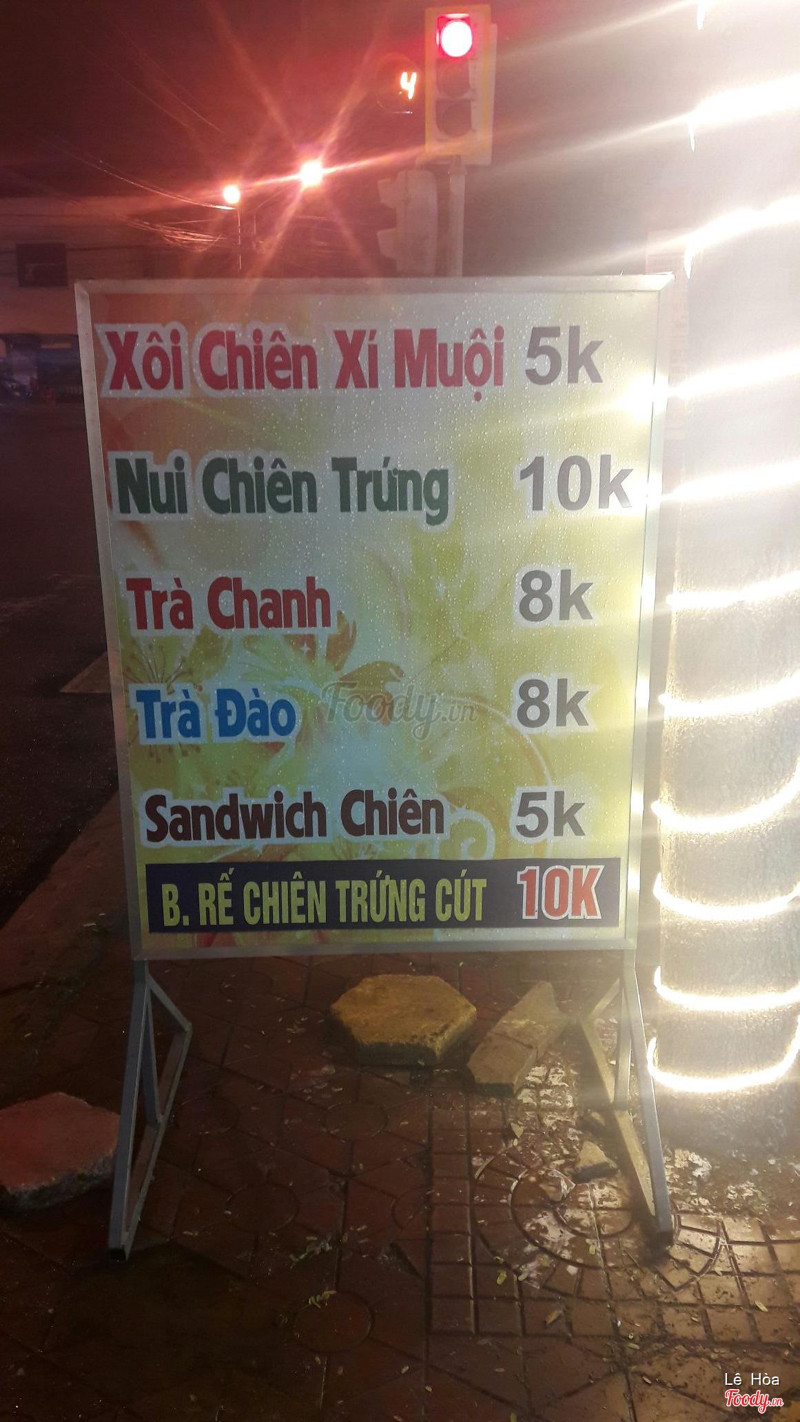 4
Xôi Chiên Xí Muội 5k
Nui Chiên Trứng 10k
Trà Chanh 8k
Trà Đào 8k
Foody.vn
Sandwich Chiên 5k
B. RẾ CHIÊN TRỨNG CÚT 10K
Lê Hòa
Foody.vn